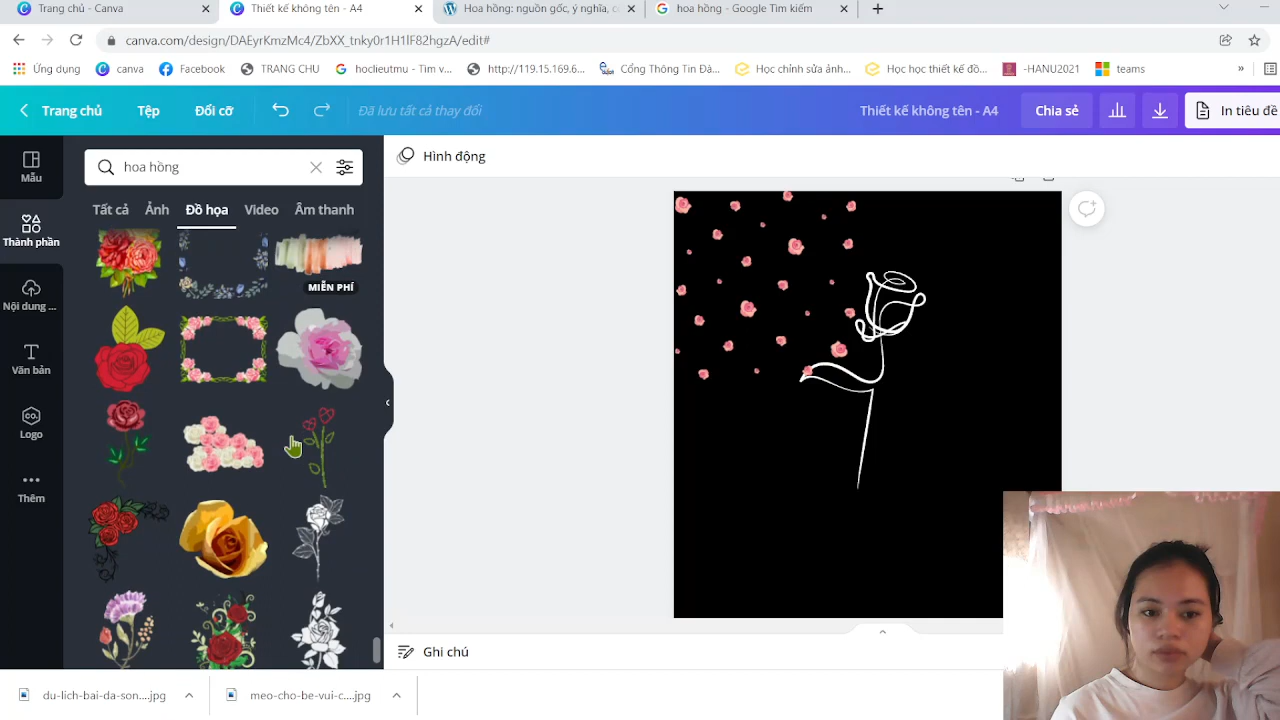 Trang chủ - Canva
Thiết kế không tên - A4
Hoa hồng: nguồn gốc, ý nghĩa, c
hoa hồng - Google Tìm kiếm
canva.com/design/DAEyrKmzMc4/ZbXX_tnky0r1H1lF82hgzA/edit#
Ứng dụng
canva
Facebook
TRANG CHU
hoclieutmu - Tìm v...
http://119.15.169.6...
Cổng Thông Tin Đà...
Học chỉnh sửa ảnh...
Học học thiết kế đồ...
-HANU2021
teams
»
Trang chủ
Tệp
Đổi cỡ
Đã lưu tất cả thay đổi
Thiết kế không tên - A4
Chia sẻ
In tiêu đề
Mẫu
Thành phần
Nội dung ...
Văn bản
Logo
Thêm
hoa hồng
Tất cả
Ảnh
Đồ họa
Video
Âm thanh
MIỄN PHÍ
Hình động
Ghi chú
du-lich-bai-da-son....jpg
meo-cho-be-vui-c....jpg